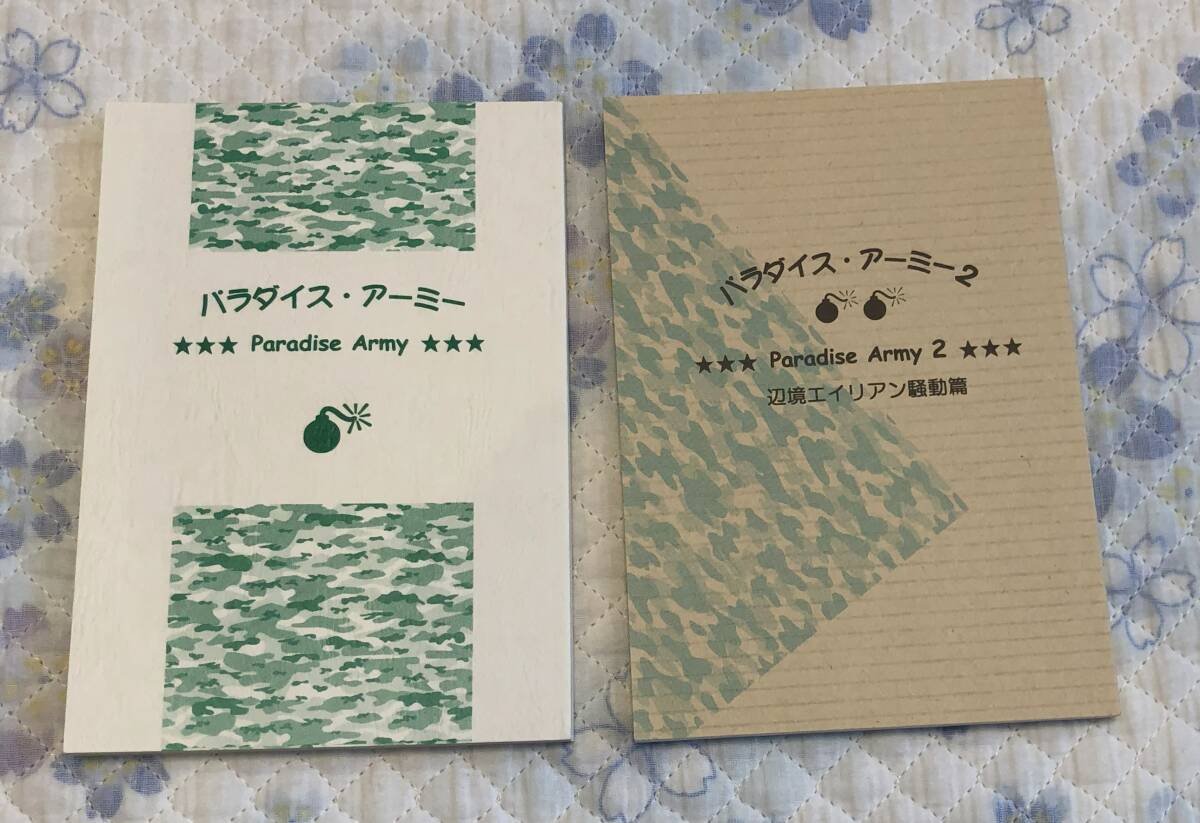 パラダイス・アーミー
★★★ Paradise Army ★★★
パラダイス・アーミー2
★★★ Paradise Army 2 ★★★
辺境エイリアン騒動篇